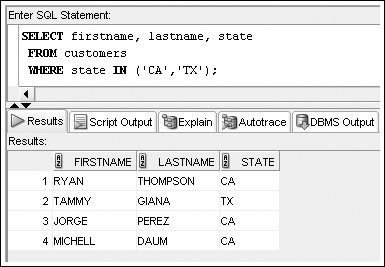 Enter SQL Statement:
SELECT firstname, lastname, state
FROM customers
WHERE state IN ('CA','TX');
Results Script Output Explain Autotrace DBMS Output
Results:
FIRSTNAME LASTNAME STATE
1 RYAN THOMPSON CA
2 TAMMY GIANA TX
3 JORGE PEREZ CA
4 MICHELL DAUM CA